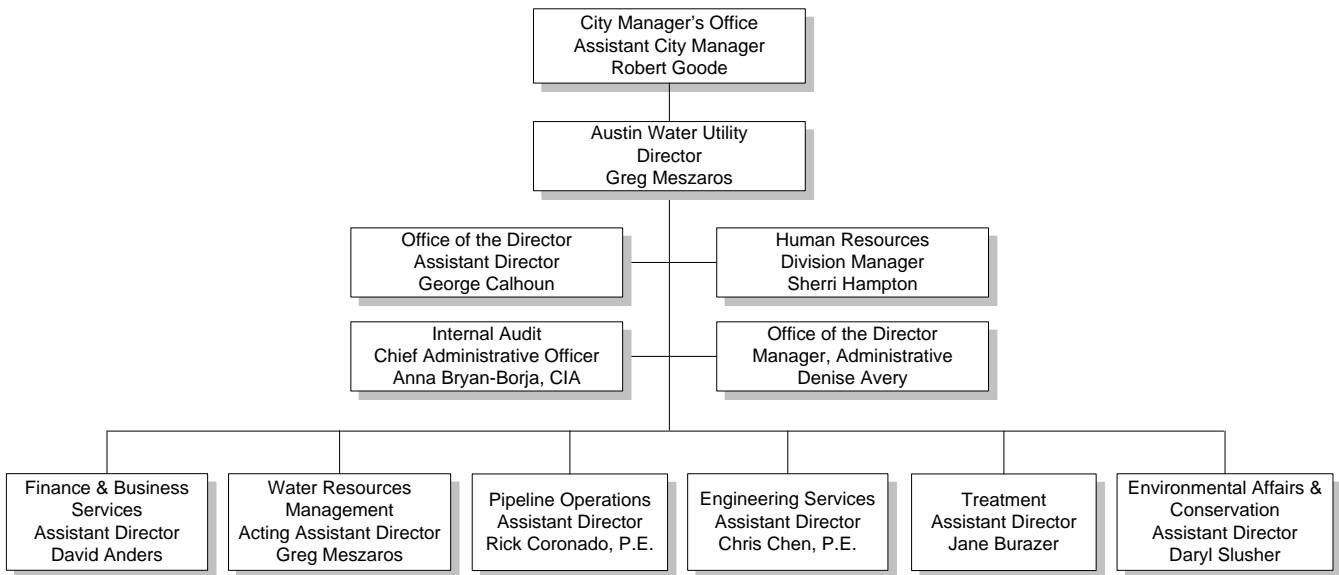 City Manager's Office
Assistant City Manager
Robert Goode
Austin Water Utility
Director
Greg Meszaros
Office of the Director
Assistant Director
George Calhoun
Human Resources
Division Manager
Sherri Hampton
Internal Audit
Chief Administrative Officer
Anna Bryan-Borja, CIA
Office of the Director
Manager, Administrative
Denise Avery
Finance & Business
Services
Assistant Director
David Anders
Water Resources
Management
Acting Assistant Director
Greg Meszaros
Pipeline Operations
Assistant Director
Rick Coronado, P.E.
Engineering Services
Assistant Director
Chris Chen, P.E.
Treatment
Assistant Director
Jane Burazer
Environmental Affairs &
Conservation
Assistant Director
Daryl Slusher